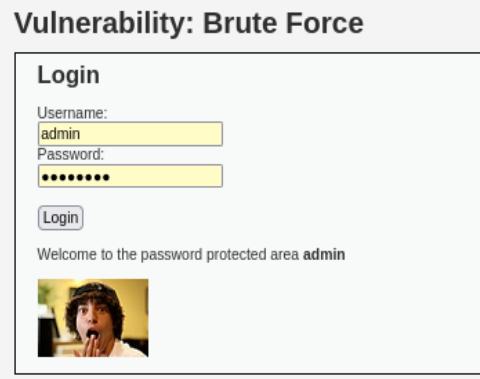 Vulnerability: Brute Force
Login
Username:
admin
Password:
••••••••
Login
Welcome to the password protected area admin